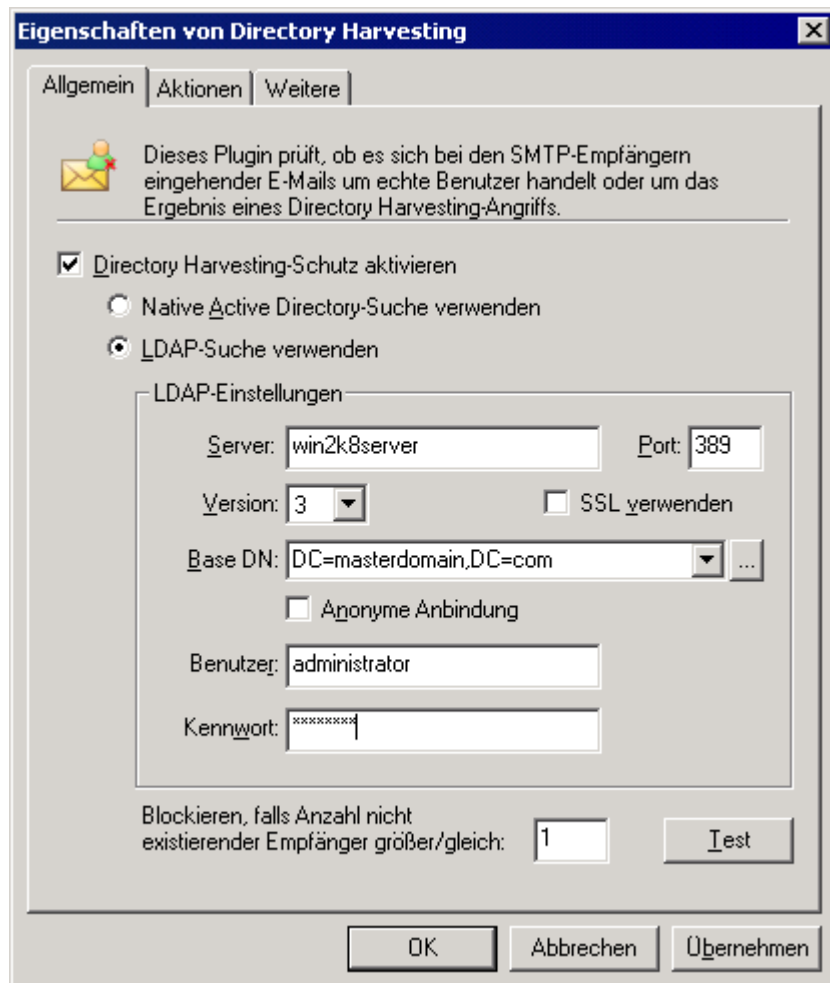 Eigenschaften von Directory Harvesting
Allgemein Aktionen Weitere
Dieses Plugin prüft, ob es sich bei den SMTP-Empfängern
eingehender E-Mails um echte Benutzer handelt oder um das
Ergebnis eines Directory Harvesting-Angriffs.
Directory Harvesting-Schutz aktivieren
Native Active Directory-Suche verwenden
LDAP-Suche verwenden
LDAP-Einstellungen
Server: win2k8server Port: 389
Version: 3 SSL verwenden
Base DN: DC=masterdomain,DC=com ...
Anonyme Anbindung
Benutzer: administrator
Kennwort: ********
Blockieren, falls Anzahl nicht
existierender Empfänger größer/gleich: 1 Test
OK Abbrechen Übernehmen